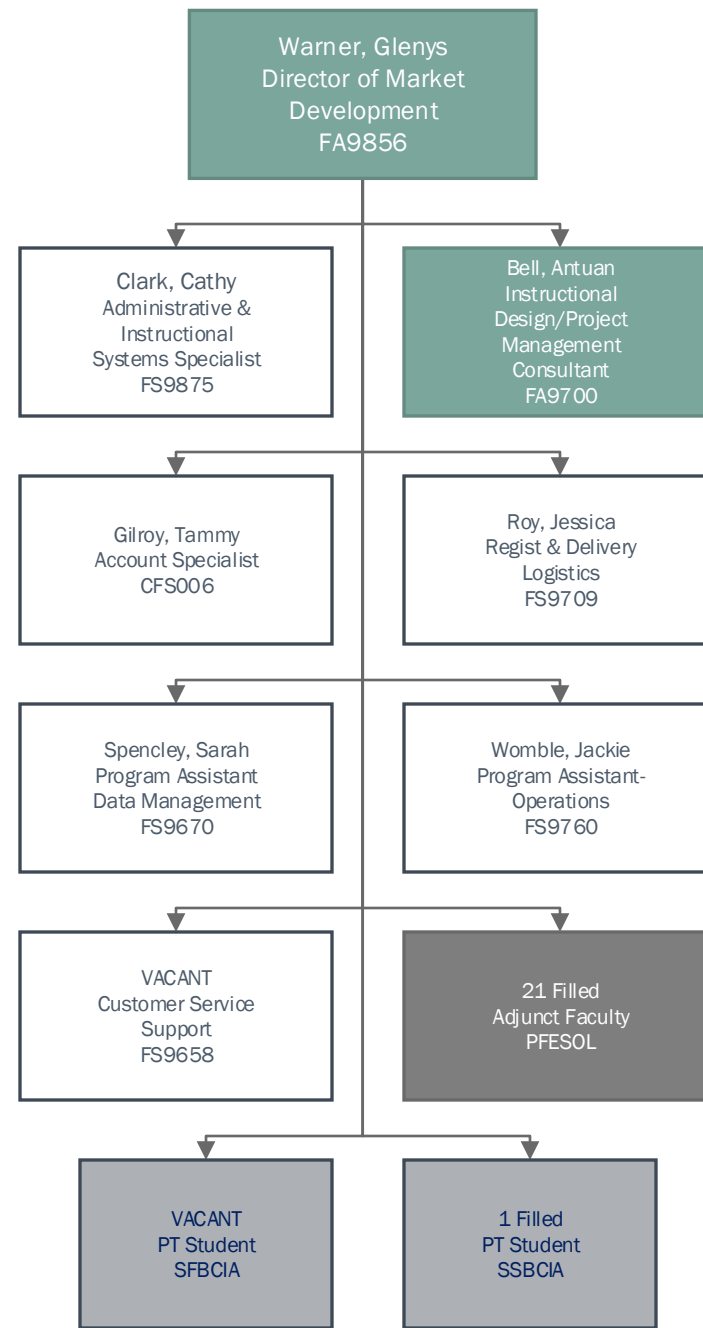 Warner, Glenys
Director of Market
Development
FA9856
Clark, Cathy
Administrative &
Instructional
Systems Specialist
FS9875
Bell, Antuan
Instructional
Design/Project
Management
Consultant
FA9700
Gilroy, Tammy
Account Specialist
CFS006
Roy, Jessica
Regist & Delivery
Logistics
FS9709
Spencley, Sarah
Program Assistant
Data Management
FS9670
Womble, Jackie
Program Assistant-
Operations
FS9760
VACANT
Customer Service
Support
FS9658
21 Filled
Adjunct Faculty
PFESOL
VACANT
PT Student
SFBCIA
1 Filled
PT Student
SSBCIA